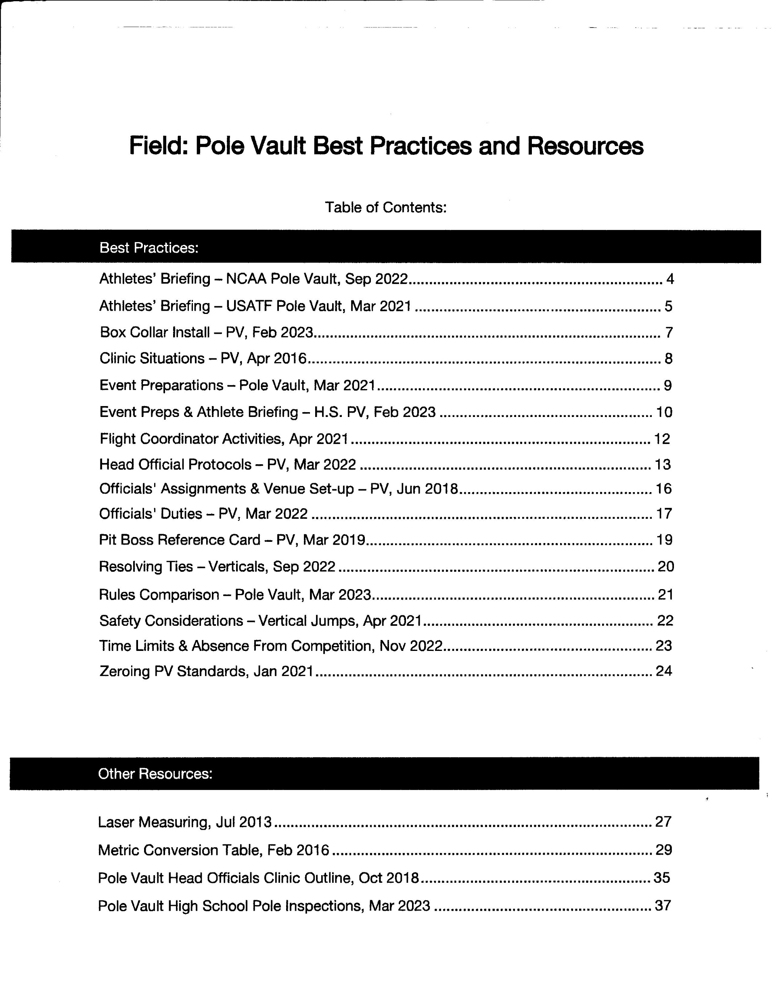 Field: Pole Vault Best Practices and Resources
Table of Contents:
Best Practices:
Athletes' Briefing – NCAA Pole Vault, Sep 2022.............................................................. 4
Athletes' Briefing – USATF Pole Vault, Mar 2021 ............................................................ 5
Box Collar Install – PV, Feb 2023..................................................................................... 7
Clinic Situations – PV, Apr 2016....................................................................................... 8
Event Preparations – Pole Vault, Mar 2021..................................................................... 9
Event Preps & Athlete Briefing – H.S. PV, Feb 2023 .................................................... 10
Flight Coordinator Activities, Apr 2021......................................................................... 12
Head Official Protocols – PV, Mar 2022 ....................................................................... 13
Officials' Assignments & Venue Set-up – PV, Jun 2018............................................... 16
Officials' Duties – PV, Mar 2022 ................................................................................... 17
Pit Boss Reference Card – PV, Mar 2019...................................................................... 19
Resolving Ties – Verticals, Sep 2022............................................................................. 20
Rules Comparison – Pole Vault, Mar 2023..................................................................... 21
Safety Considerations – Vertical Jumps, Apr 2021........................................................ 22
Time Limits & Absence From Competition, Nov 2022................................................... 23
Zeroing PV Standards, Jan 2021.................................................................................. 24
Other Resources:
Laser Measuring, Jul 2013............................................................................................ 27
Metric Conversion Table, Feb 2016.............................................................................. 29
Pole Vault Head Officials Clinic Outline, Oct 2018........................................................ 35
Pole Vault High School Pole Inspections, Mar 2023 ..................................................... 37